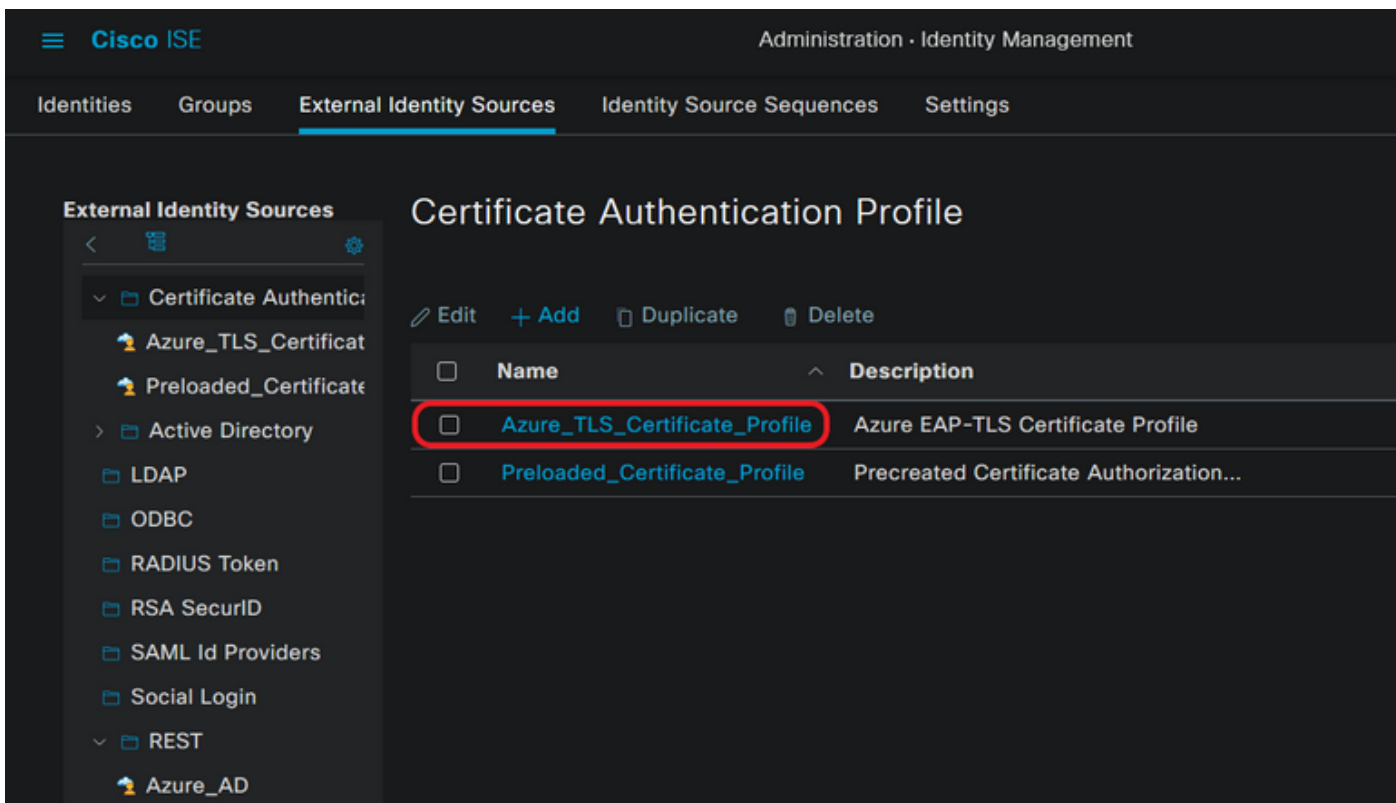 Cisco ISE
Administration · Identity Management
Identities Groups External Identity Sources Identity Source Sequences Settings
External Identity Sources
Certificate Authentica
Azure_TLS_Certificat
Preloaded_Certificate
Active Directory
LDAP
ODBC
RADIUS Token
RSA SecurID
SAML Id Providers
Social Login
REST
Azure_AD
Certificate Authentication Profile
Edit Add Duplicate Delete
Name Description
Azure_TLS_Certificate_Profile Azure EAP-TLS Certificate Profile
Preloaded_Certificate_Profile Precreated Certificate Authorization...